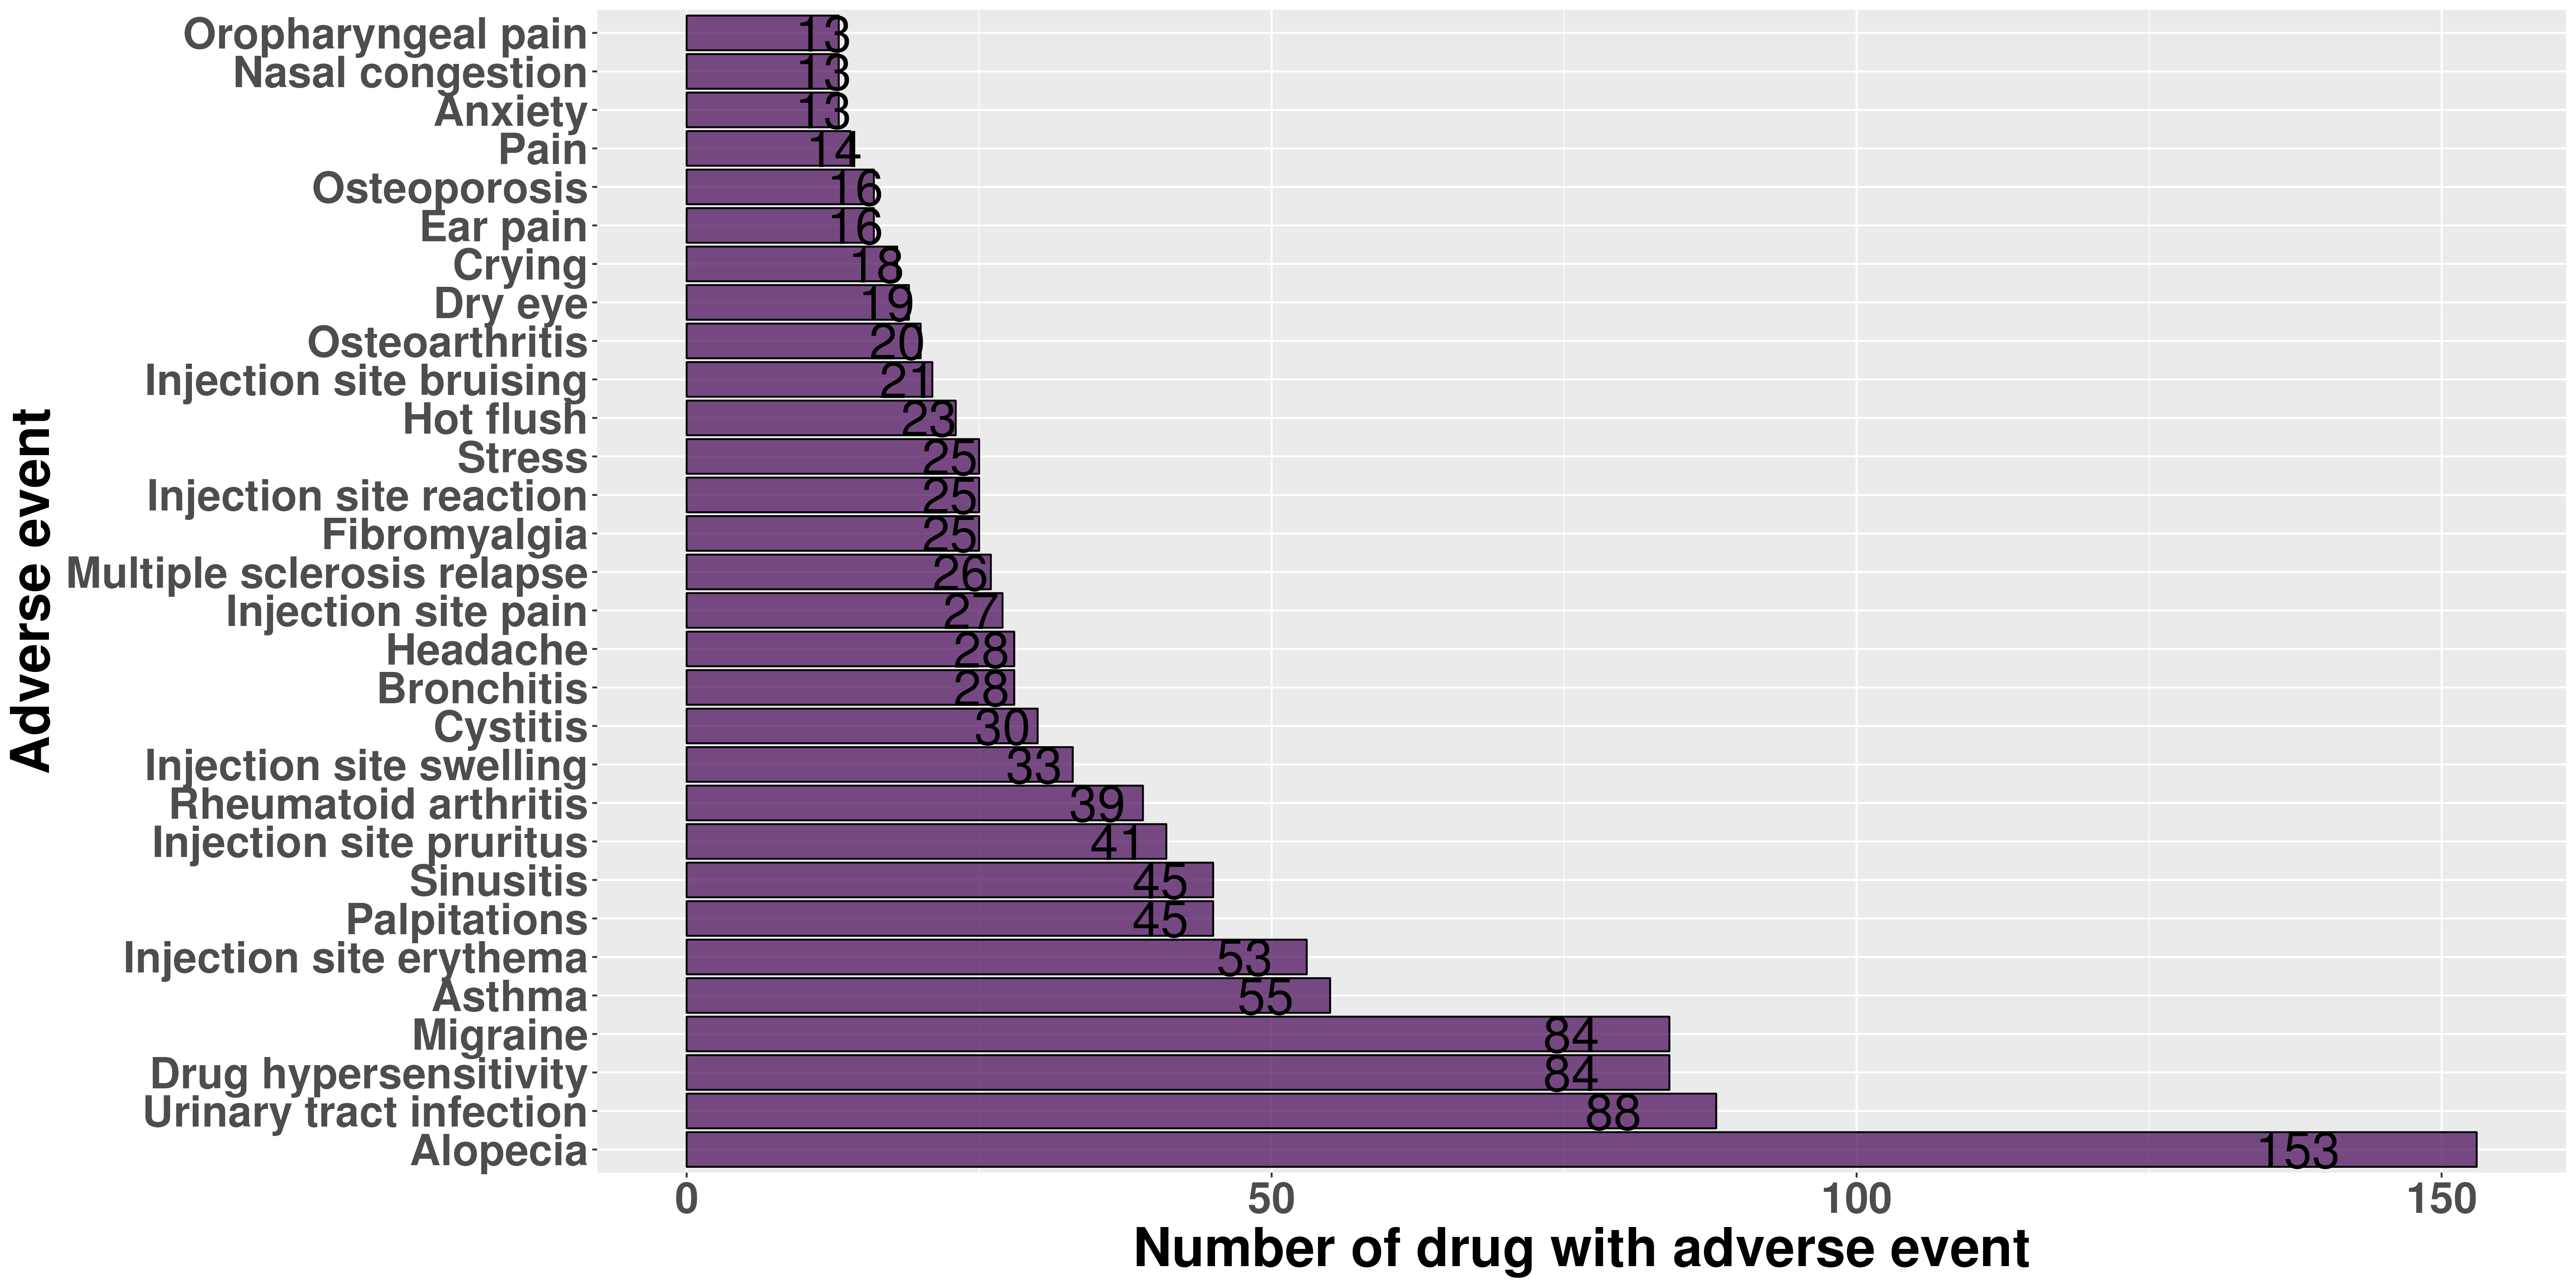 Adverse event
Oropharyngeal pain 13
Nasal congestion 13
Anxiety 13
Pain 14
Osteoporosis 16
Ear pain 16
Crying 18
Dry eye 19
Osteoarthritis 20
Injection site bruising 21
Hot flush 23
Stress 25
Injection site reaction 25
Fibromyalgia 25
Multiple sclerosis relapse 26
Injection site pain 27
Headache 28
Bronchitis 28
Cystitis 30
Injection site swelling 33
Rheumatoid arthritis 39
Injection site pruritus 41
Sinusitis 45
Palpitations 45
Injection site erythema 53
Asthma 55
Migraine 84
Drug hypersensitivity 84
Urinary tract infection 88
Alopecia 153
0 50 100 150
Number of drug with adverse event